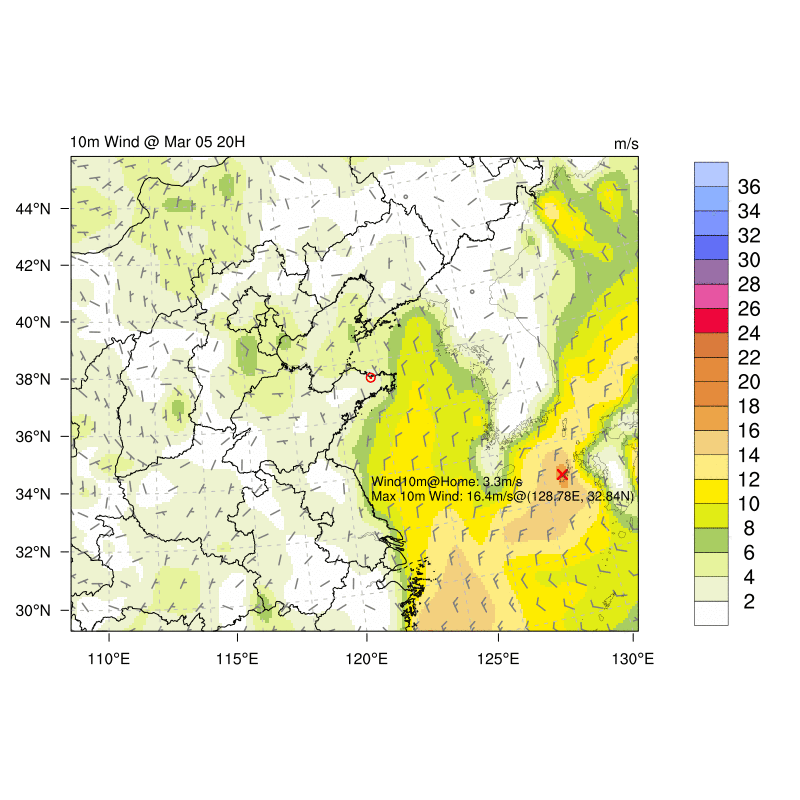 10m Wind @ Mar 05 20H
m/s
44°N
42°N
40°N
38°N
36°N
34°N
32°N
30°N
110°E
115°E
120°E
125°E
130°E
Wind10m@Home: 3.3m/s
Max 10m Wind: 16.4m/s@(128.78E, 32.84N)
36
34
32
30
28
26
24
22
20
18
16
14
12
10
8
6
4
2